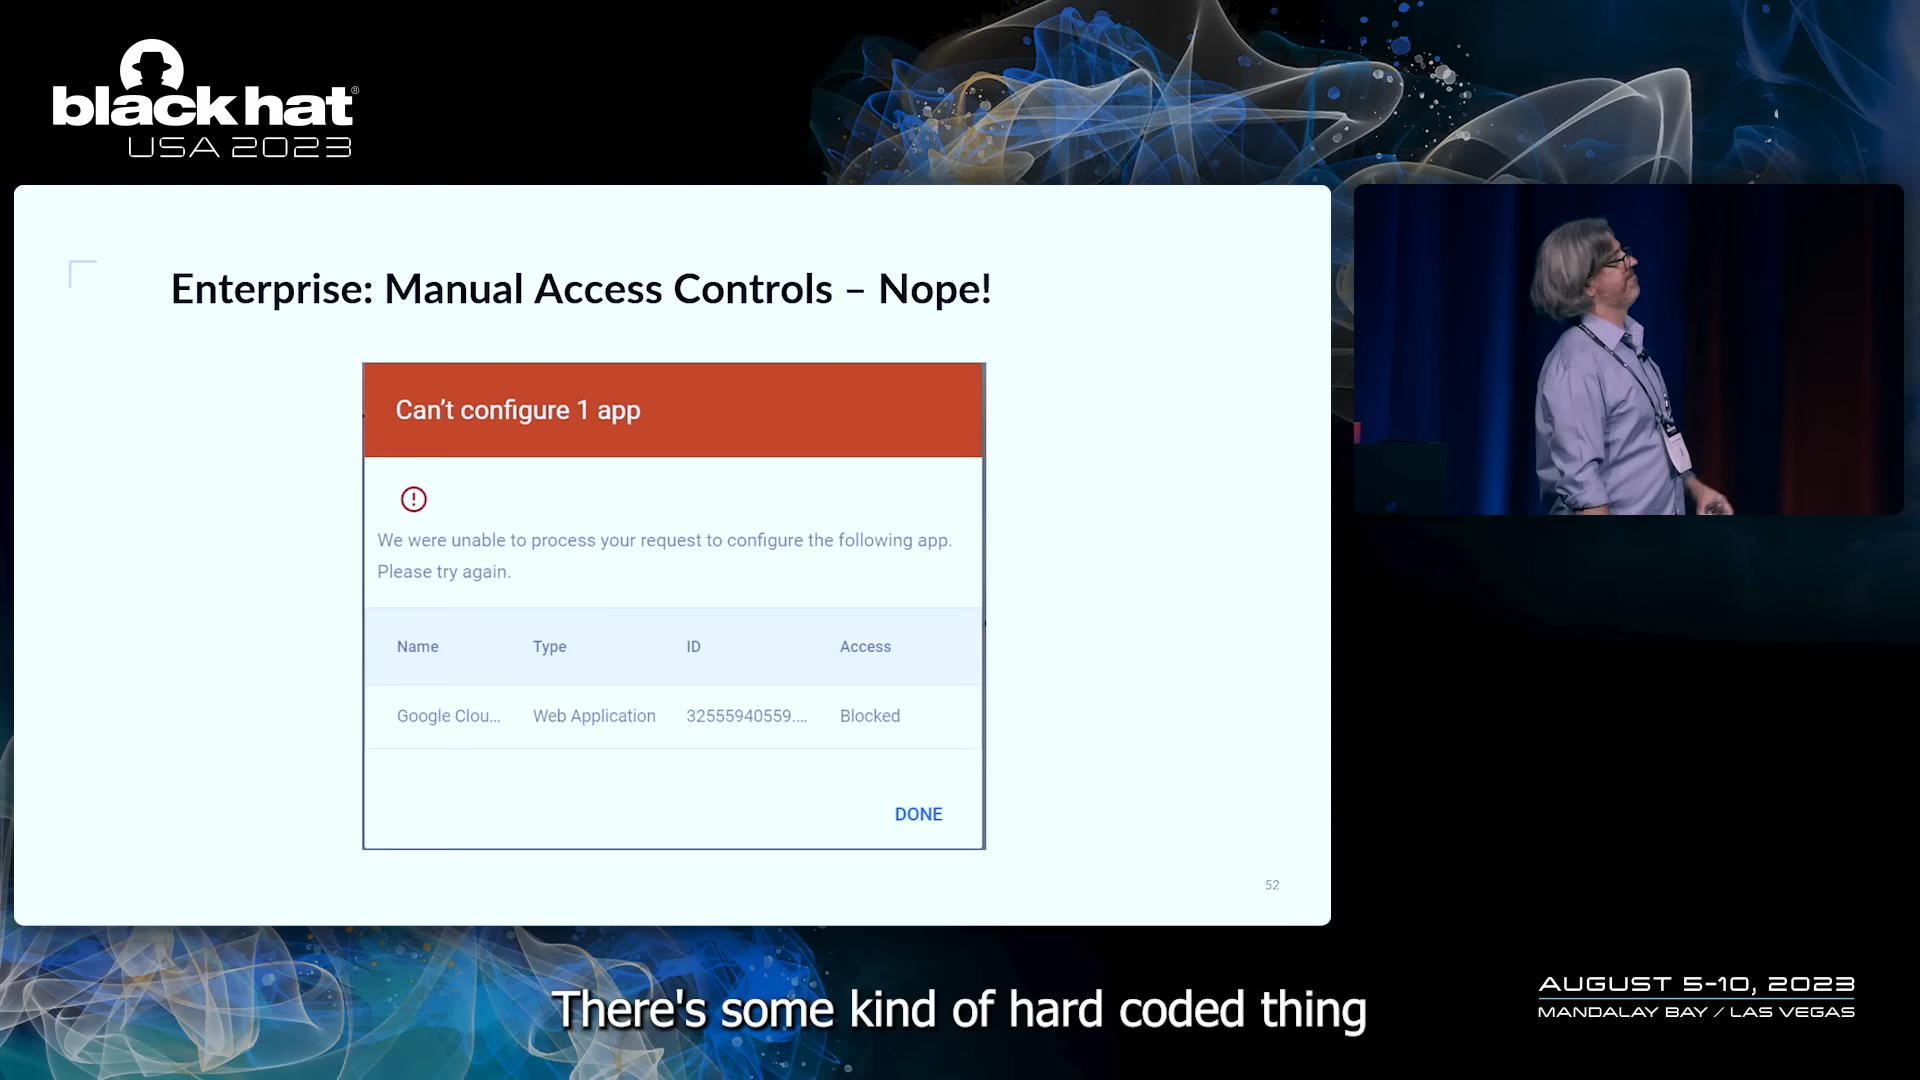 black hat®
USA 2023
Enterprise: Manual Access Controls – Nope!
Can't configure 1 app
We were unable to process your request to configure the following app.
Please try again.
Name Type ID Access
Google Clou... Web Application 32555940559.... Blocked
DONE
52
There's some kind of hard coded thing
AUGUST 5-10, 2023
MANDALAY BAY / LAS VEGAS